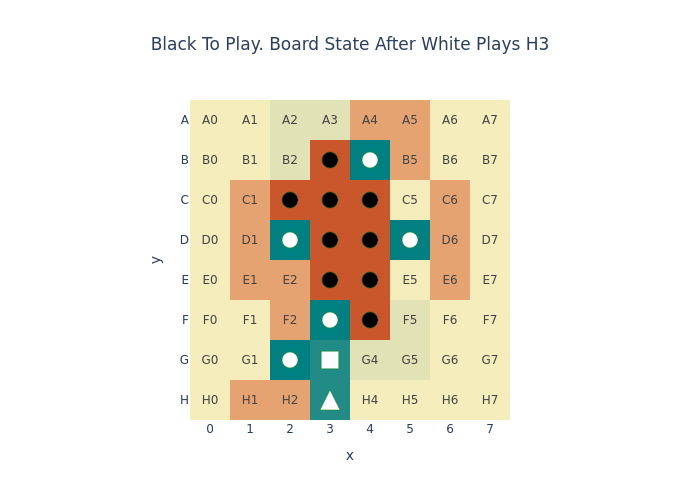 Black To Play. Board State After White Plays H3
A A0 A1 A2 A3 A4 A5 A6 A7
B B0 B1 B2 B5 B6 B7
C C0 C1 C5 C6 C7
D D0 D1 D6 D7
E E0 E1 E2 E5 E6 E7
F F0 F1 F2 F5 F6 F7
G G0 G1 G4 G5 G6 G7
H H0 H1 H2 H4 H5 H6 H7
0 1 2 3 4 5 6 7
x
y